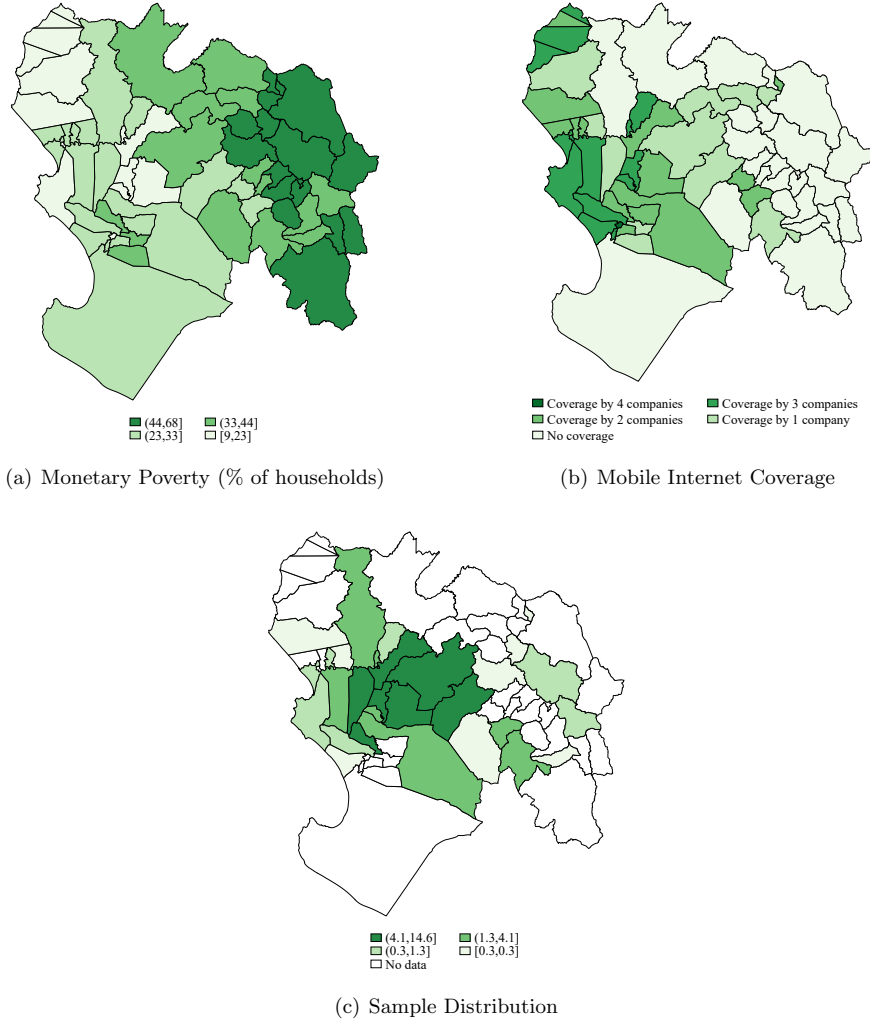 (44,68] (33,44]
(23,33] [9,23]
Coverage by 4 companies Coverage by 3 companies
Coverage by 2 companies Coverage by 1 company
No coverage
(a) Monetary Poverty (% of households)
(b) Mobile Internet Coverage
(4.1,14.6] (1.3,4.1]
(0.3,1.3] [0.3,0.3]
No data
(c) Sample Distribution